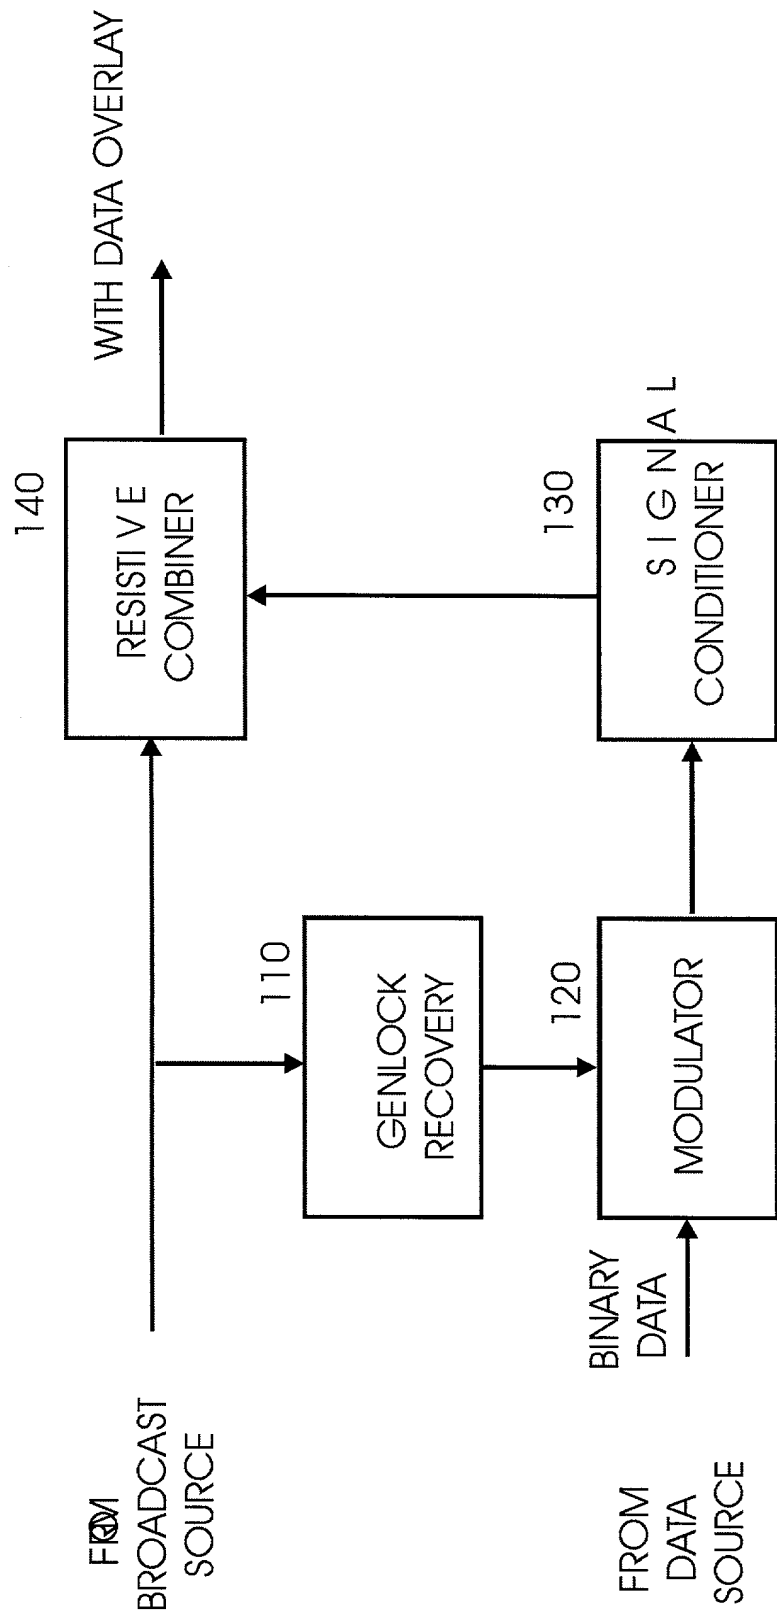 FROM
BROADCAST
SOURCE
110
GENLOCK
RECOVERY
140
RESISTI V E
COMBINER
WITH DATA OVERLAY
FROM
DATA
SOURCE
BINARY
DATA
120
MODULATOR
130
S I G N A L
CONDITIONER